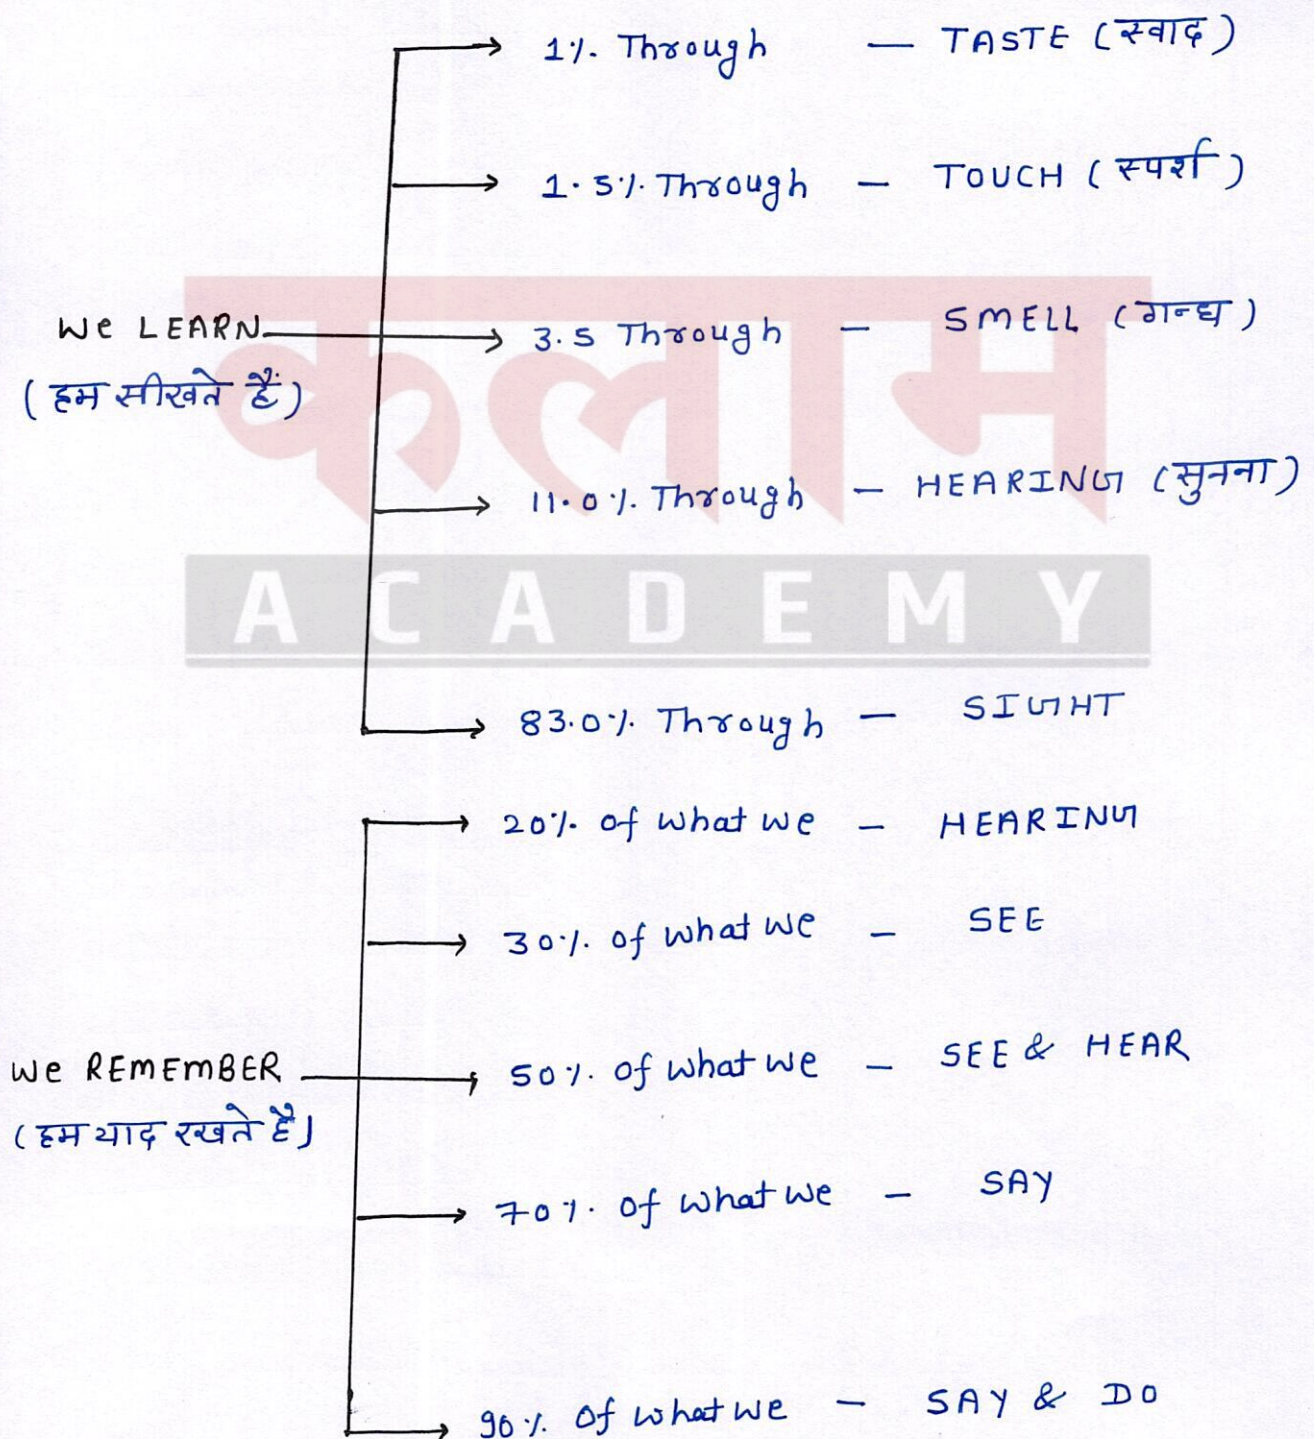 1% Through — TASTE (स्वाद)
1.5% Through — TOUCH (स्पर्श)
We LEARN → 3.5 Through — SMELL (गन्ध)
(हम सीखते हैं)
11.0% Through — HEARING (सुनना)
कलाम
ACADEMY
83.0% Through — SIGHT
20% of what we — HEARING
30% of what we — SEE
We REMEMBER → 50% of what we — SEE & HEAR
(हम याद रखते है)
70% of what we — SAY
90% of what we — SAY & DO